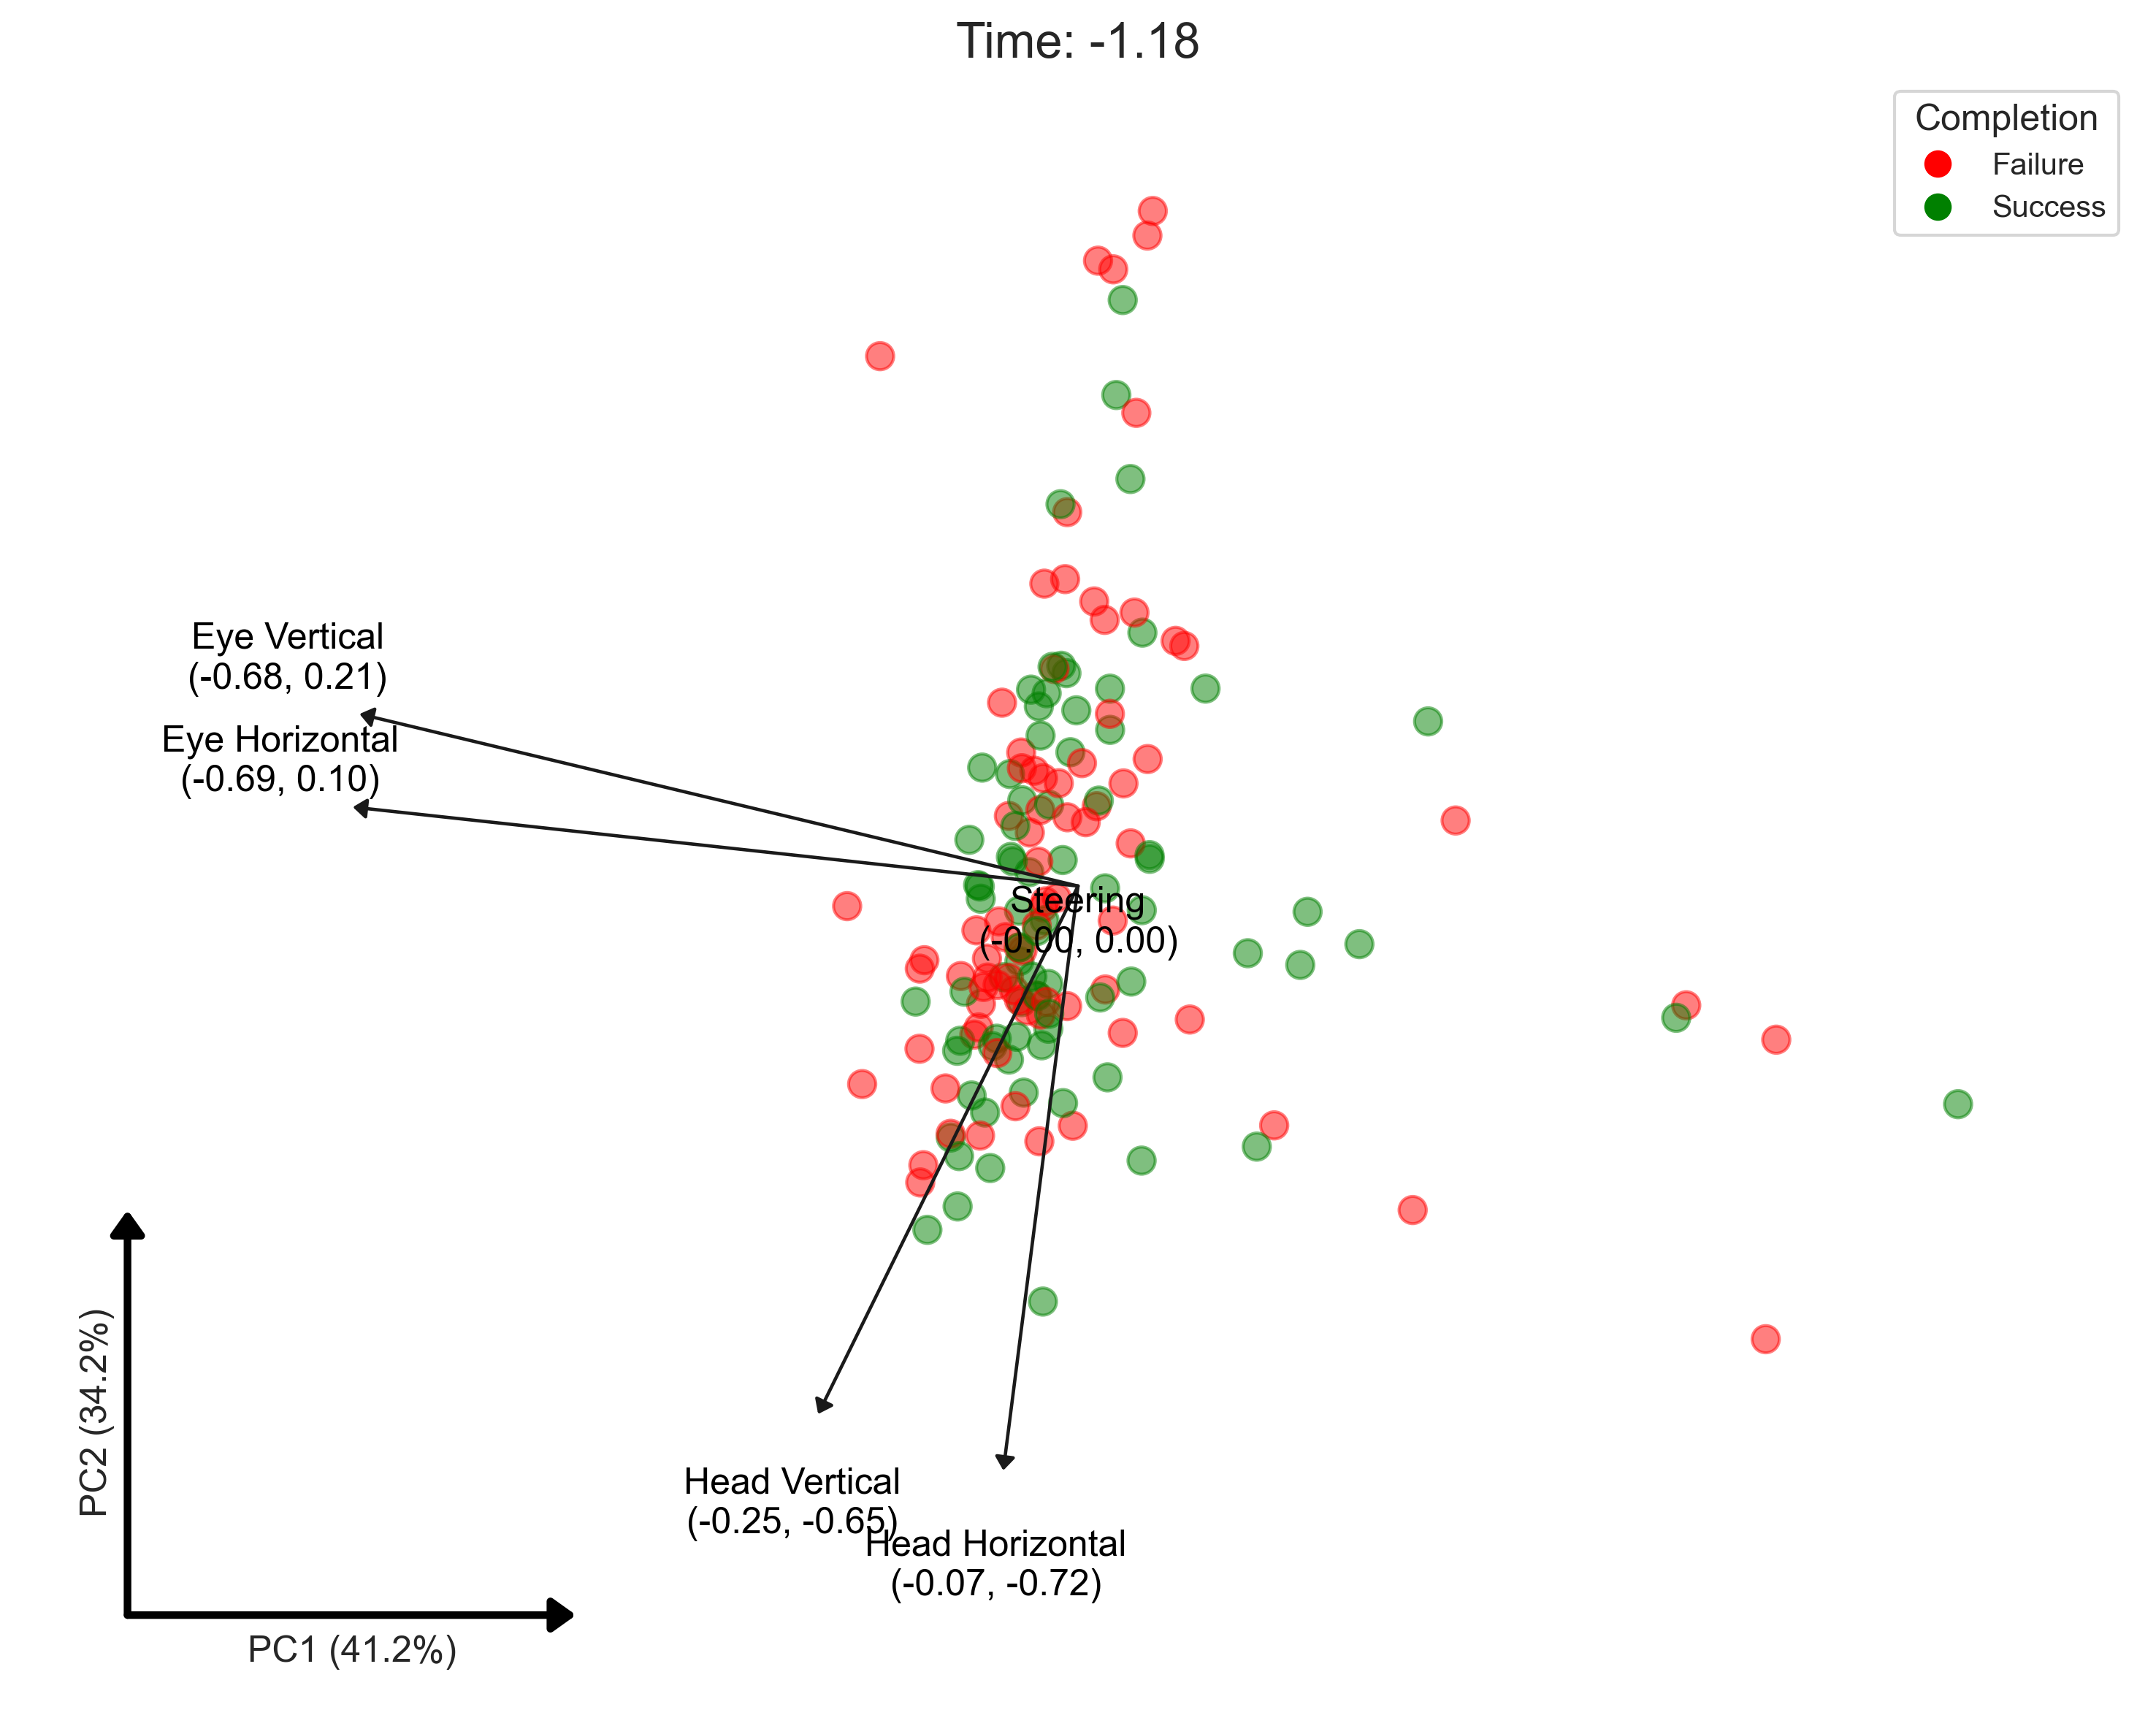 Time: -1.18
Completion
Failure
Success
Eye Vertical
(-0.68, 0.21)
Eye Horizontal
(-0.69, 0.10)
Steering
(-0.00, 0.00)
Head Vertical
(-0.25, -0.65)
Head Horizontal
(-0.07, -0.72)
PC2 (34.2%)
PC1 (41.2%)